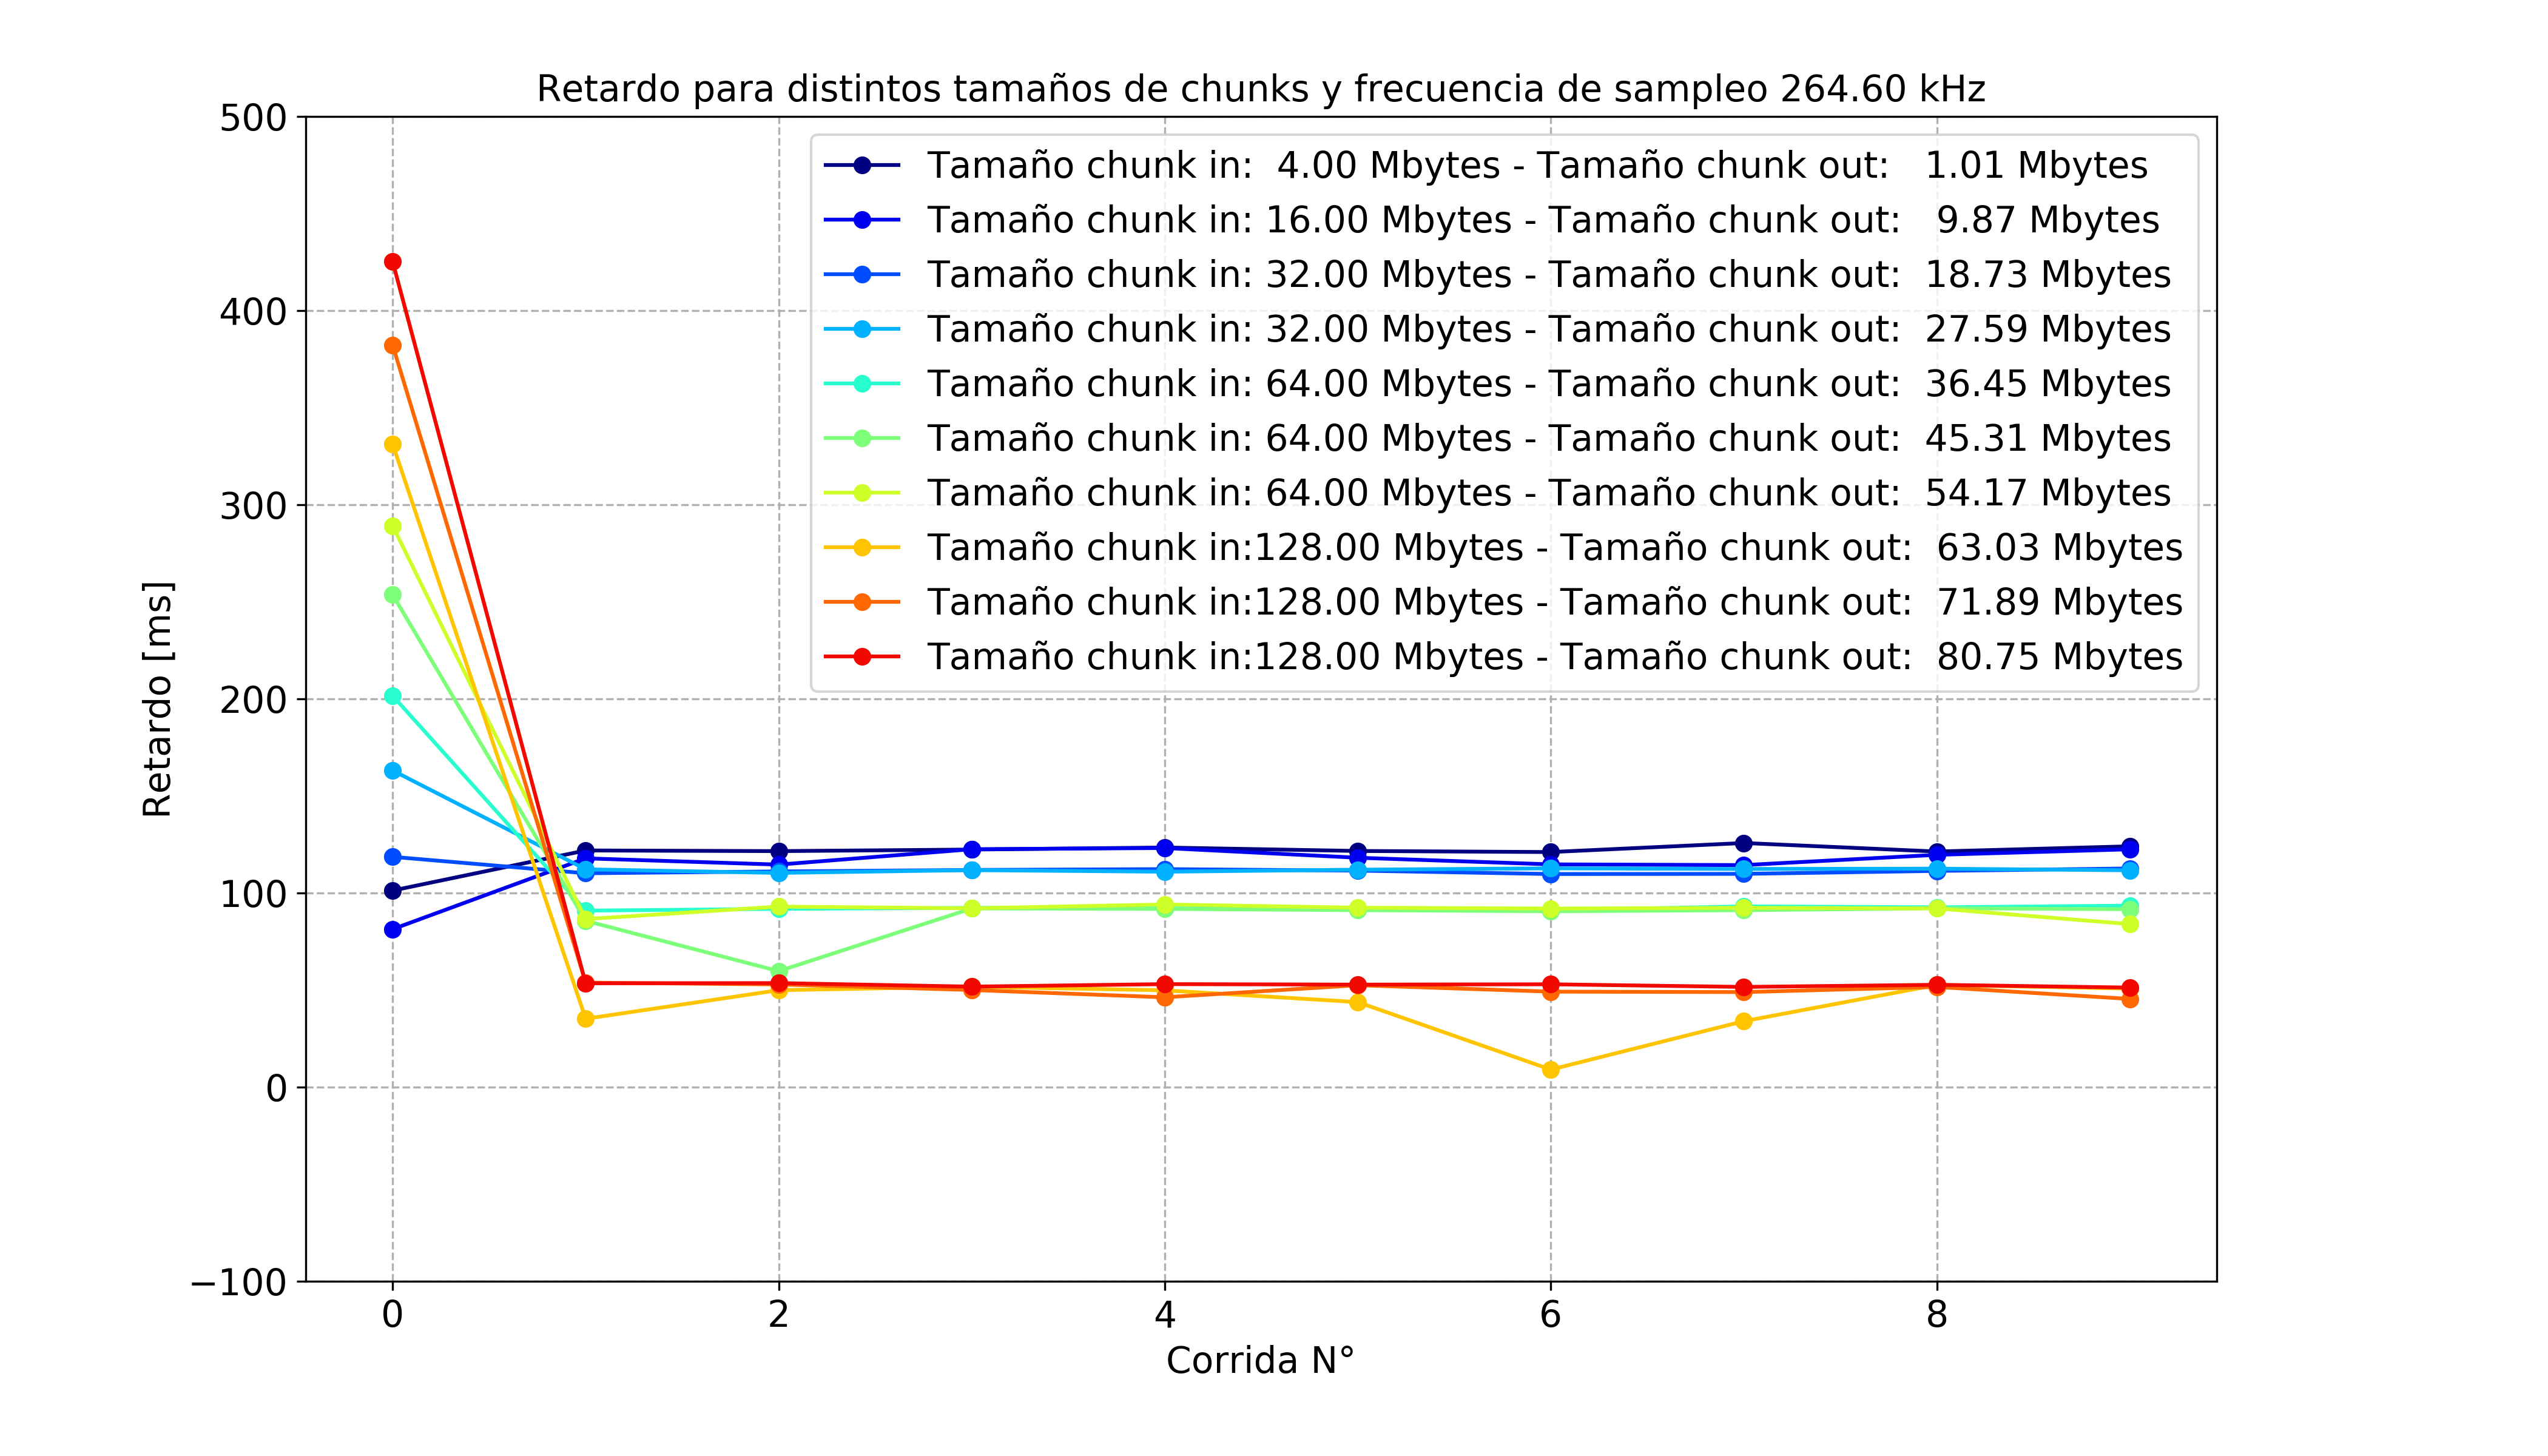 Retardo para distintos tamaños de chunks y frecuencia de sampleo 264.60 kHz
500
400
300
200
100
0
−100
Retardo [ms]
Tamaño chunk in:  4.00 Mbytes - Tamaño chunk out:   1.01 Mbytes
Tamaño chunk in: 16.00 Mbytes - Tamaño chunk out:   9.87 Mbytes
Tamaño chunk in: 32.00 Mbytes - Tamaño chunk out:  18.73 Mbytes
Tamaño chunk in: 32.00 Mbytes - Tamaño chunk out:  27.59 Mbytes
Tamaño chunk in: 64.00 Mbytes - Tamaño chunk out:  36.45 Mbytes
Tamaño chunk in: 64.00 Mbytes - Tamaño chunk out:  45.31 Mbytes
Tamaño chunk in: 64.00 Mbytes - Tamaño chunk out:  54.17 Mbytes
Tamaño chunk in:128.00 Mbytes - Tamaño chunk out:  63.03 Mbytes
Tamaño chunk in:128.00 Mbytes - Tamaño chunk out:  71.89 Mbytes
Tamaño chunk in:128.00 Mbytes - Tamaño chunk out:  80.75 Mbytes
0 2 4 6 8
Corrida N°